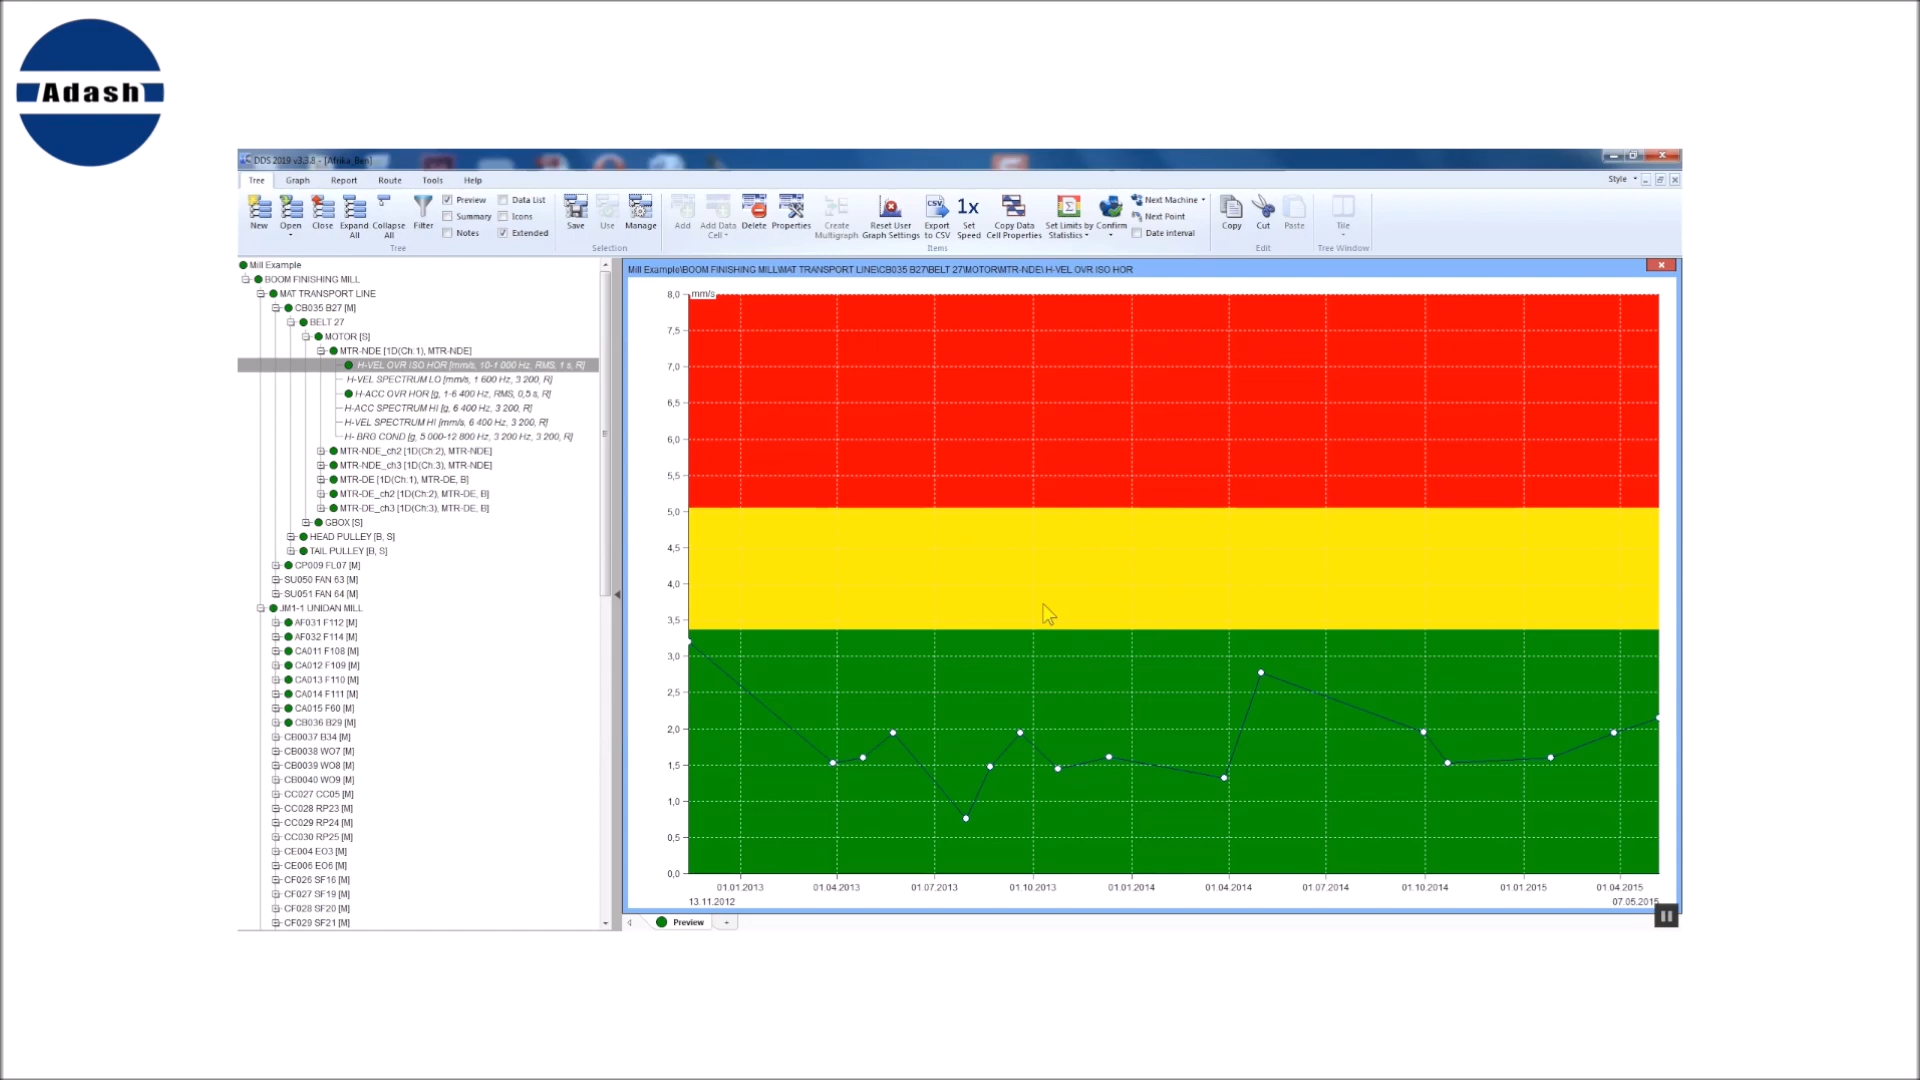 Adash
DDS 2019 v3.3.8 - [Afrika_Ben]
Tree Graph Report Route Tools Help Style
New Open Close Expand All Collapse All Filter
Preview Data List
Summary Icons
Notes Extended
Save Use Manage
Add Add Data Cell Delete Properties Create Multigraph Reset User Graph Settings Export to CSV 1x Set Speed Copy Data Cell Properties Set Limits by Statistics Confirm
Next Machine
Next Point
Date interval
Copy Cut Paste Tile
Tree Selection Items Edit Tree Window
Mill Example
BOOM FINISHING MILL
MAT TRANSPORT LINE
CB035 B27 [M]
BELT 27
MOTOR [S]
MTR-NDE [1D(Ch:1), MTR-NDE]
H-VEL OVR ISO HOR [mm/s, 10-1 000 Hz, RMS, 1 s, R]
H-VEL SPECTRUM LO [mm/s, 1 600 Hz, 3 200, R]
H-ACC OVR HOR [g, 1-6 400 Hz, RMS, 0,5 s, R]
H-ACC SPECTRUM HI [g, 6 400 Hz, 3 200, R]
H-VEL SPECTRUM HI [mm/s, 6 400 Hz, 3 200, R]
H- BRG COND [g, 5 000-12 800 Hz, 3 200 Hz, 3 200, R]
MTR-NDE_ch2 [1D(Ch:2), MTR-NDE]
MTR-NDE_ch3 [1D(Ch:3), MTR-NDE]
MTR-DE [1D(Ch:1), MTR-DE, B]
MTR-DE_ch2 [1D(Ch:2), MTR-DE, B]
MTR-DE_ch3 [1D(Ch:3), MTR-DE, B]
GBOX [S]
HEAD PULLEY [B, S]
TAIL PULLEY [B, S]
CP009 FL07 [M]
SU050 FAN 63 [M]
SU051 FAN 64 [M]
JM1-1 UNIDAN MILL
AF031 F112 [M]
AF032 F114 [M]
CA011 F108 [M]
CA012 F109 [M]
CA013 F110 [M]
CA014 F111 [M]
CA015 F60 [M]
CB036 B29 [M]
CB0037 B34 [M]
CB0038 WO7 [M]
CB0039 WO8 [M]
CB0040 WO9 [M]
CC027 CC05 [M]
CC028 RP23 [M]
CC029 RP24 [M]
CC030 RP25 [M]
CE004 EO3 [M]
CE006 EO6 [M]
CF026 SF16 [M]
CF027 SF19 [M]
CF028 SF20 [M]
CF029 SF21 [M]
Mill Example\BOOM FINISHING MILL\MAT TRANSPORT LINE\CB035 B27\BELT 27\MOTOR\MTR-NDE\ H-VEL OVR ISO HOR
mm/s
8,0
7,5
7,0
6,5
6,0
5,5
5,0
4,5
4,0
3,5
3,0
2,5
2,0
1,5
1,0
0,5
0,0
01.01.2013 01.04.2013 01.07.2013 01.10.2013 01.01.2014 01.04.2014 01.07.2014 01.10.2014 01.01.2015 01.04.2015
13.11.2012 07.05.2015
Preview +